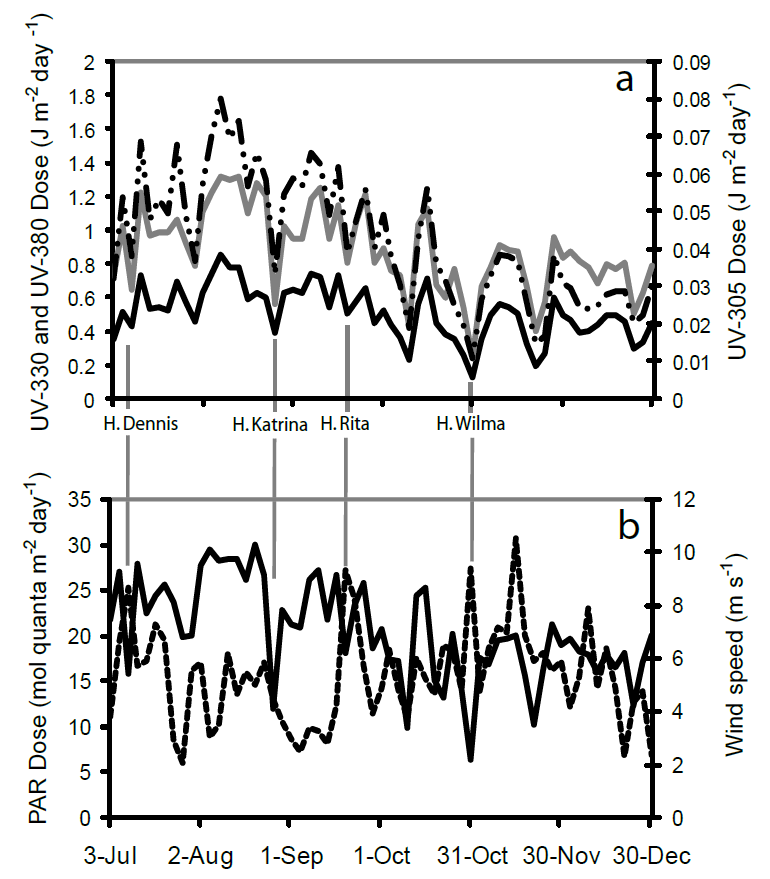 UV-330 and UV-380 Dose (J m-2 day-1)
2
1.8
1.6
1.4
1.2
1
0.8
0.6
0.4
0.2
0
a
0.09
0.08
0.07
0.06
0.05
0.04
0.03
0.02
0.01
0
UV-305 Dose (J m-2 day-1)
H. Dennis
H. Katrina
H. Rita
H. Wilma
PAR Dose (mol quanta m-2 day-1)
35
30
25
20
15
10
5
0
b
12
10
8
6
4
2
0
Wind speed (m s-1)
3-Jul
2-Aug
1-Sep
1-Oct
31-Oct
30-Nov
30-Dec